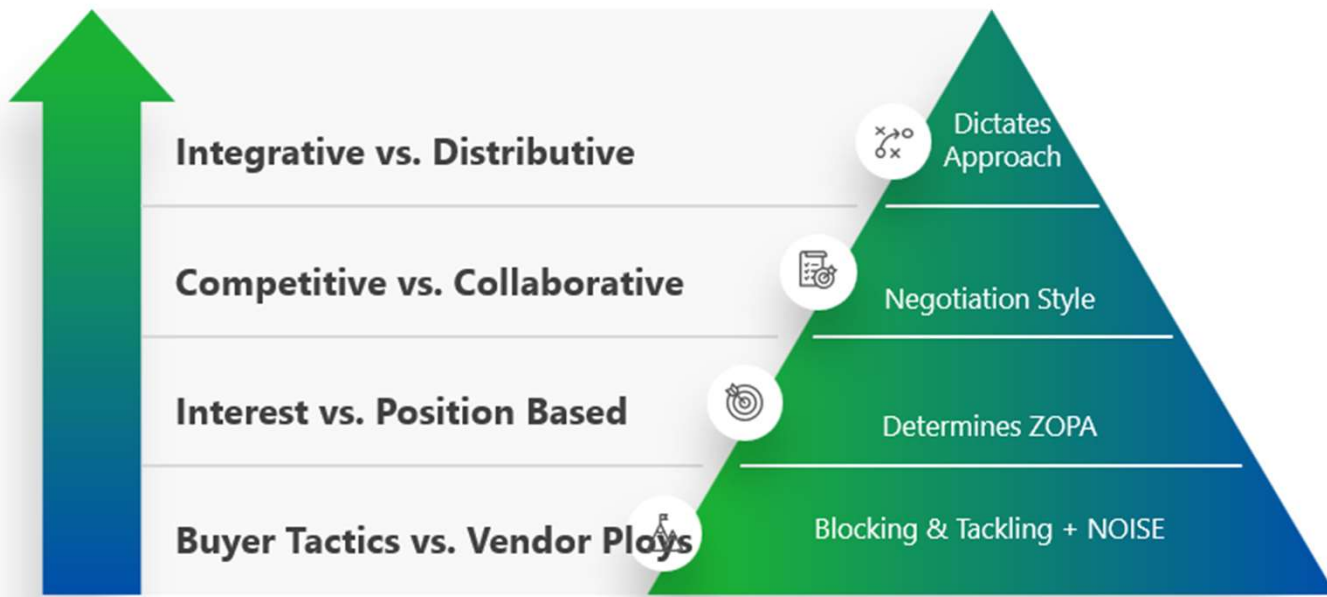 Integrative vs. Distributive
Dictates
Approach
Competitive vs. Collaborative
Negotiation Style
Interest vs. Position Based
Determines ZOPA
Buyer Tactics vs. Vendor Ploys
Blocking & Tackling + NOISE